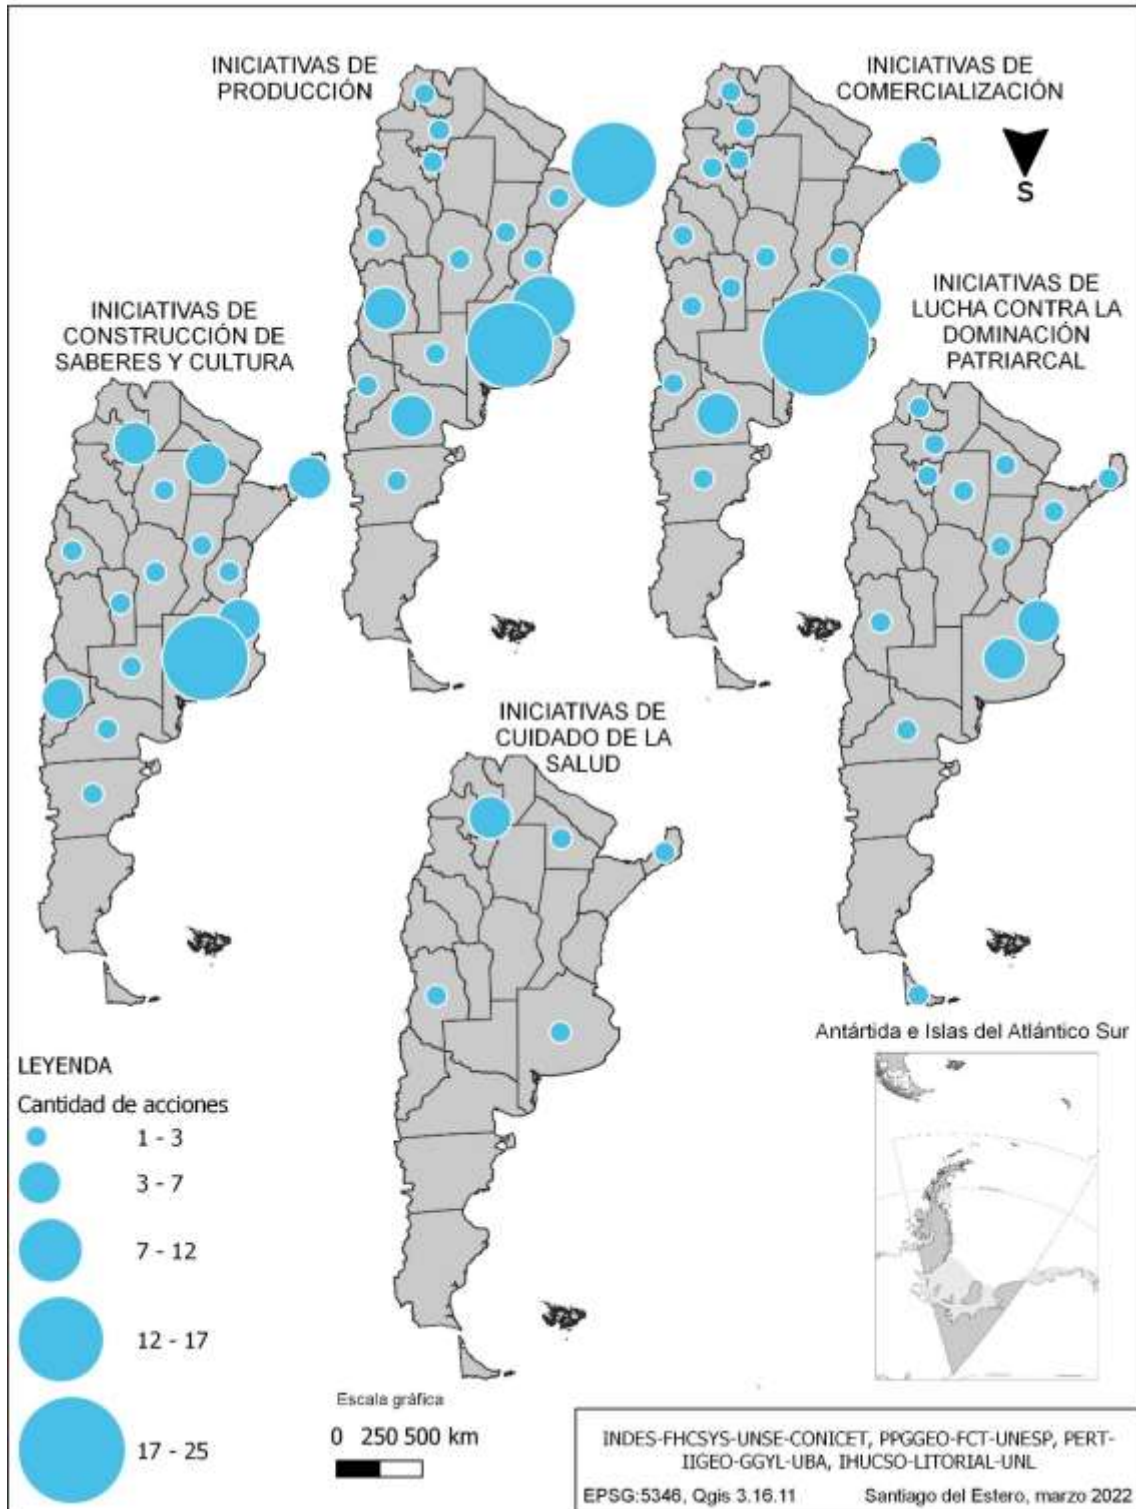 INICIATIVAS DE
PRODUCCIÓN
INICIATIVAS DE
COMERCIALIZACIÓN
S
INICIATIVAS DE
CONSTRUCCIÓN DE
SABERES Y CULTURA
INICIATIVAS DE
LUCHA CONTRA LA
DOMINACIÓN
PATRIARCAL
INICIATIVAS DE
CUIDADO DE LA
SALUD
Antártida e Islas del Atlántico Sur
LEYENDA
Cantidad de acciones
1 - 3
3 - 7
7 - 12
12 - 17
17 - 25
Escala gráfica
0 250 500 km
INDES-FHCSYS-UNSE-CONICET, PPGGEO-FCT-UNESP, PERT-
IIGEO-GGYL-UBA, IHUCSO-LITORIAL-UNL
EPSG:5346, Qgis 3.16.11 Santiago del Estero, marzo 2022